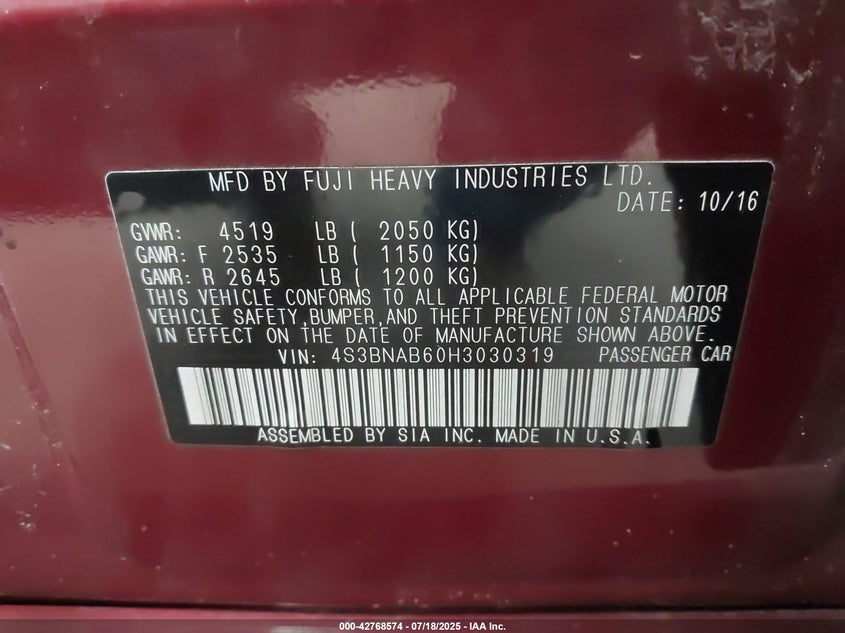 MFD BY FUJI HEAVY INDUSTRIES LTD.
DATE: 10/16
GVWR: 4519 LB ( 2050 KG)
GAWR: F 2535 LB ( 1150 KG)
GAWR: R 2645 LB ( 1200 KG)
THIS VEHICLE CONFORMS TO ALL APPLICABLE FEDERAL MOTOR
VEHICLE SAFETY,BUMPER,AND THEFT PREVENTION STANDARDS
IN EFFECT ON THE DATE OF MANUFACTURE SHOWN ABOVE.
VIN: 4S3BNAB60H3030319 PASSENGER CAR
ASSEMBLED BY SIA INC. MADE IN U.S.A.
000-42768574 / 07/18/2025 - IAA Inc.